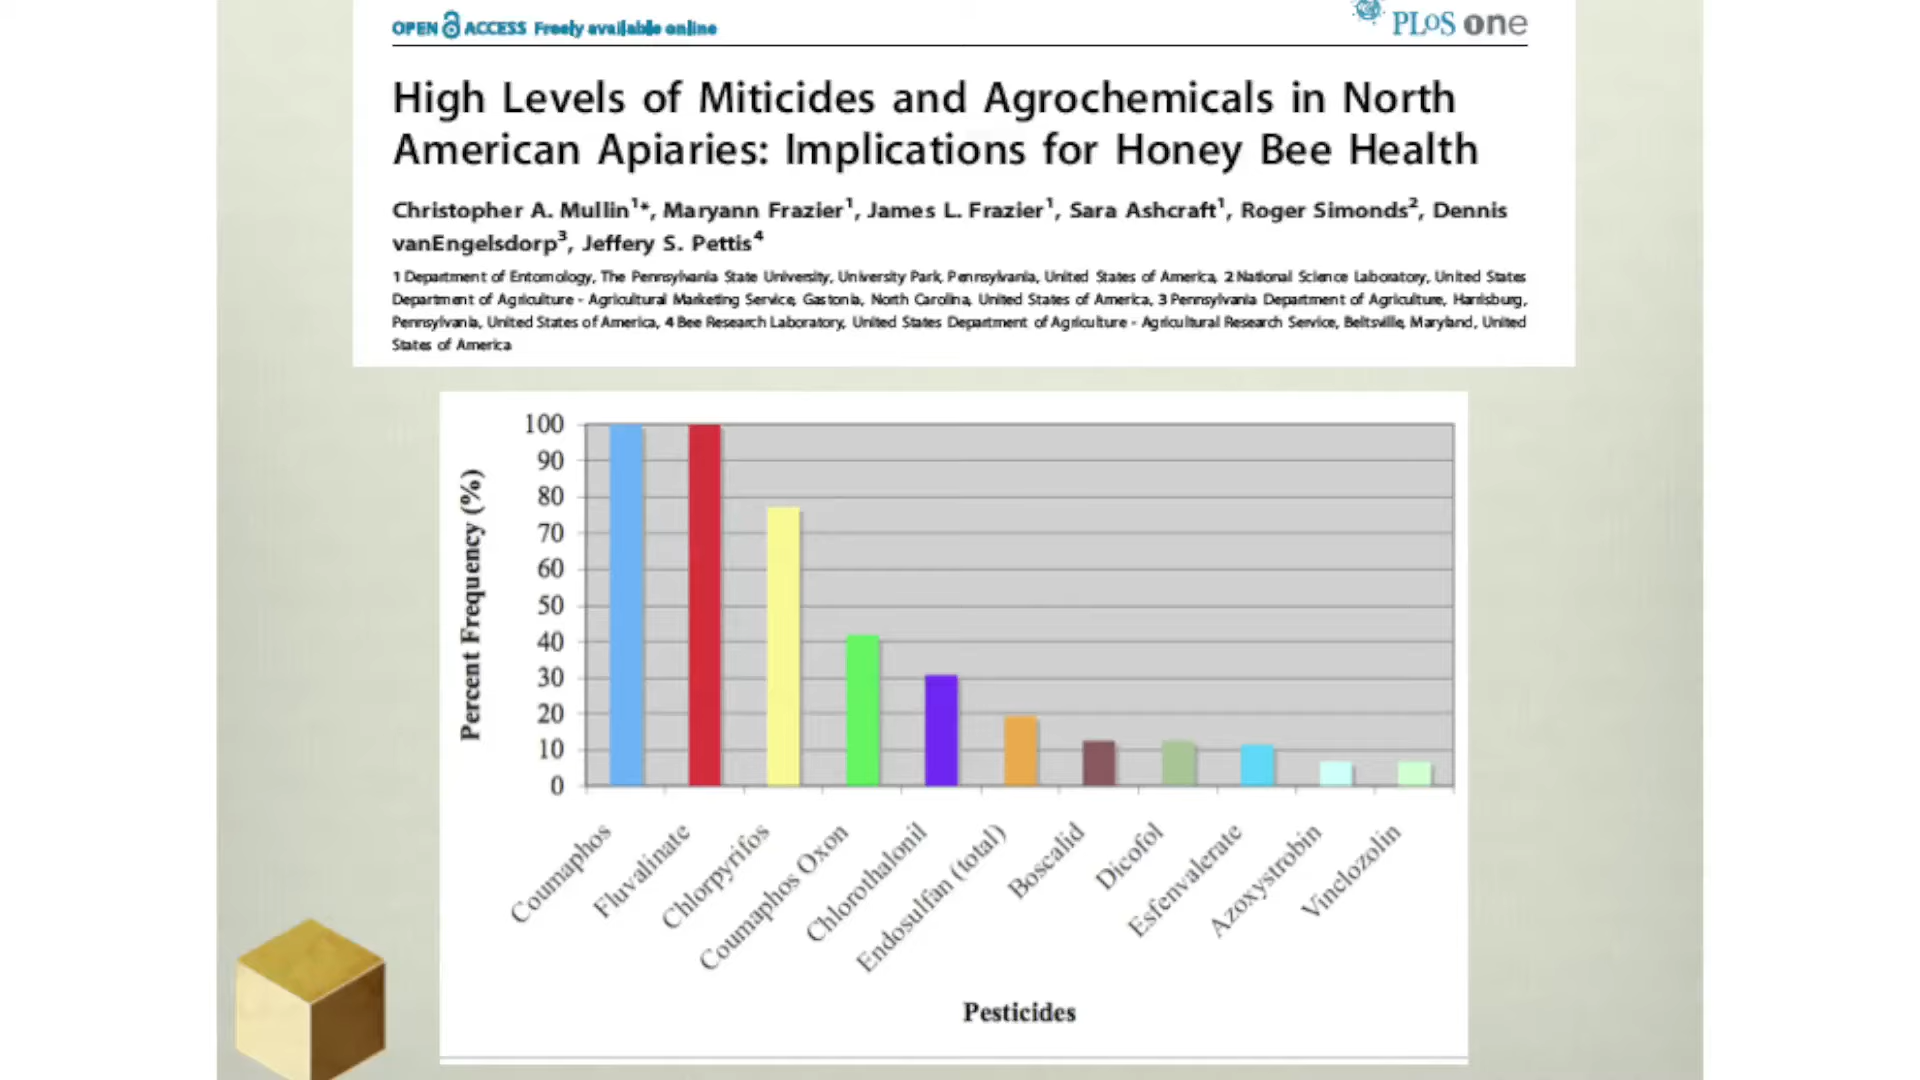 OPEN ACCESS Freely available online
PLoS one
High Levels of Miticides and Agrochemicals in North
American Apiaries: Implications for Honey Bee Health
Christopher A. Mullin1*, Maryann Frazier1, James L. Frazier1, Sara Ashcraft1, Roger Simonds2, Dennis
vanEngelsdorp3, Jeffery S. Pettis4
1 Department of Entomology, The Pennsylvania State University, University Park, Pennsylvania, United States of America, 2 National Science Laboratory, United States
Department of Agriculture - Agricultural Marketing Service, Gastonia, North Carolina, United States of America, 3 Pennsylvania Department of Agriculture, Harrisburg,
Pennsylvania, United States of America, 4 Bee Research Laboratory, United States Department of Agriculture - Agricultural Research Service, Beltsville, Maryland, United
States of America
Percent Frequency (%)
100
90
80
70
60
50
40
30
20
10
0
Coumaphos
Fluvalinate
Chlorpyrifos
Coumaphos Oxon
Chlorothalonil
Endosulfan (total)
Boscalid
Dicofol
Esfenvalerate
Azoxystrobin
Vinclozolin
Pesticides